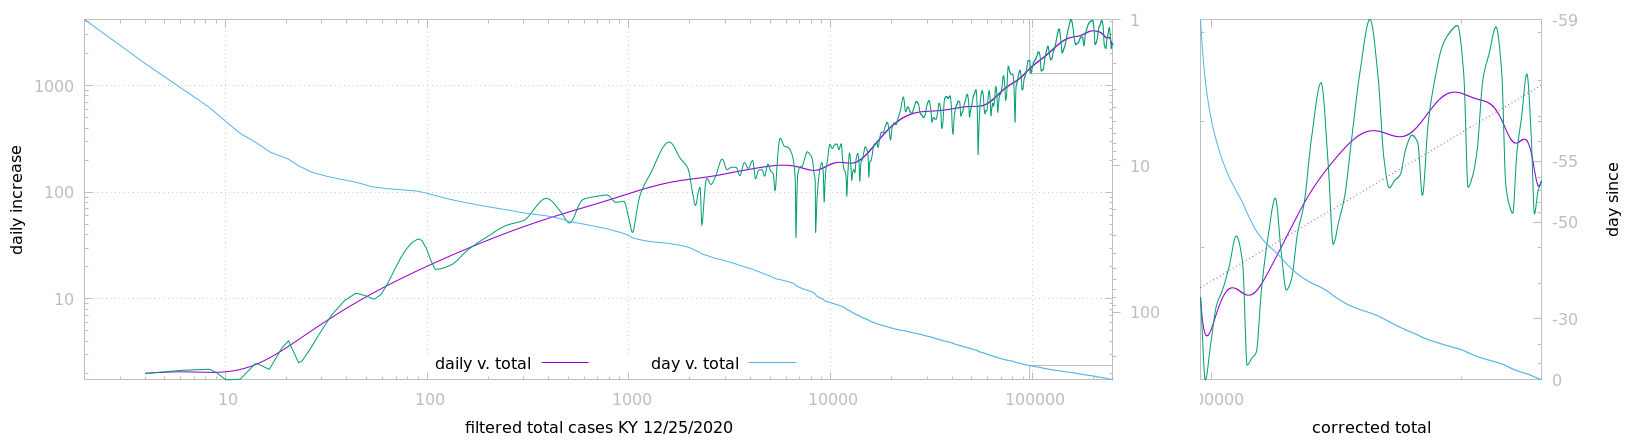 daily increase
1000
100
10
daily v. total
day v. total
1
10
100
10
100
1000
10000
100000
filtered total cases KY 12/25/2020
-59
-55
-50
-30
0
day since
00000
corrected total